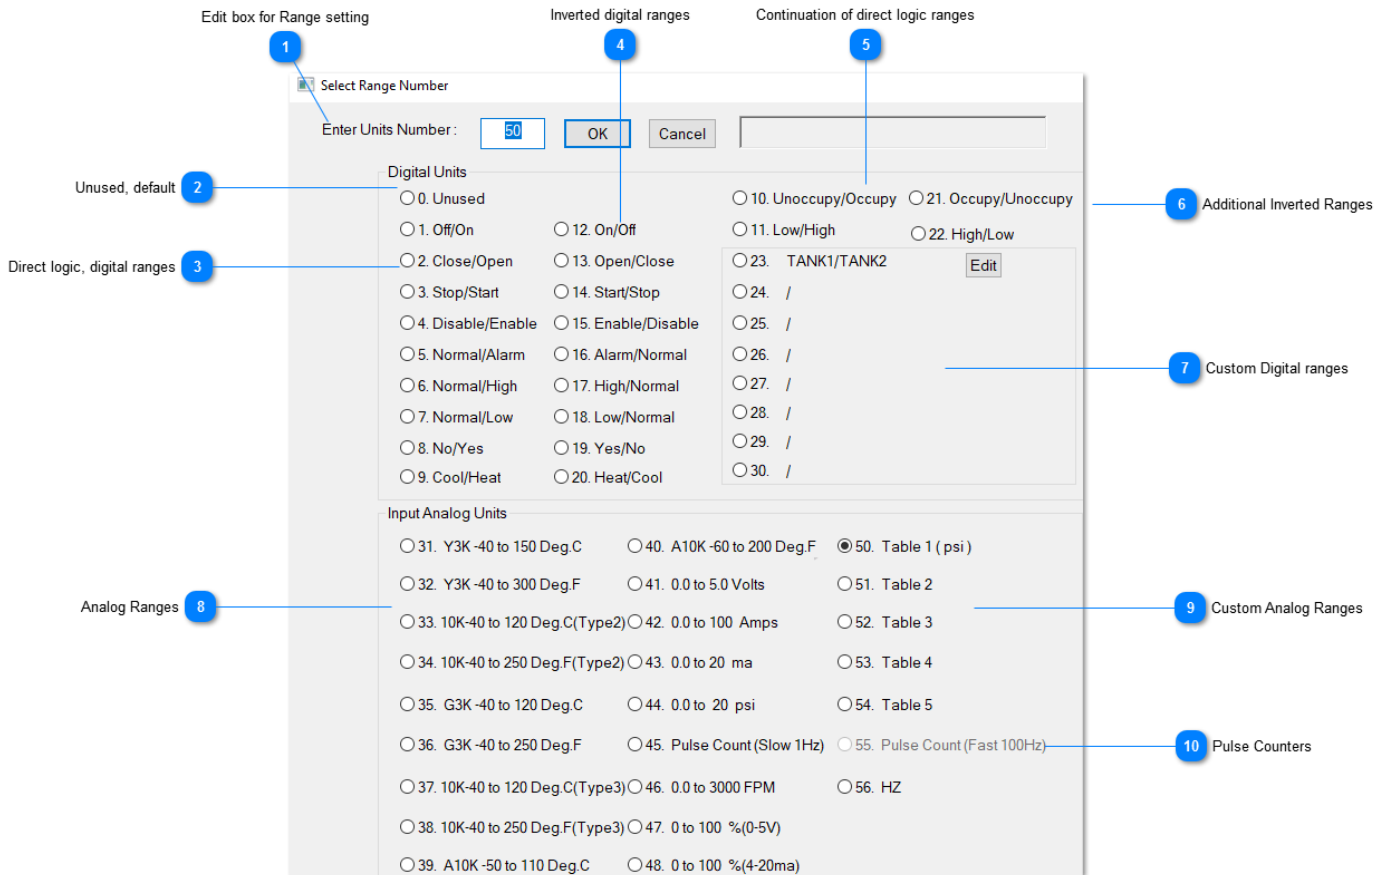 Edit box for Range setting
Inverted digital ranges
Continuation of direct logic ranges
1
4
5
Select Range Number
Enter Units Number :
50
OK
Cancel
Digital Units
Unused, default
2
0. Unused
10. Unoccupy/Occupy
21. Occupy/Unoccupy
6
Additional Inverted Ranges
1. Off/On
12. On/Off
11. Low/High
22. High/Low
Direct logic, digital ranges
3
2. Close/Open
13. Open/Close
23. TANK1/TANK2
Edit
3. Stop/Start
14. Start/Stop
24. /
4. Disable/Enable
15. Enable/Disable
25. /
5. Normal/Alarm
16. Alarm/Normal
26. /
7
Custom Digital ranges
6. Normal/High
17. High/Normal
27. /
7. Normal/Low
18. Low/Normal
28. /
8. No/Yes
19. Yes/No
29. /
9. Cool/Heat
20. Heat/Cool
30. /
Input Analog Units
31. Y3K -40 to 150 Deg.C
40. A10K -60 to 200 Deg.F
50. Table 1 ( psi )
32. Y3K -40 to 300 Deg.F
41. 0.0 to 5.0 Volts
51. Table 2
Analog Ranges
8
9
Custom Analog Ranges
33. 10K-40 to 120 Deg.C(Type2)
42. 0.0 to 100 Amps
52. Table 3
34. 10K-40 to 250 Deg.F(Type2)
43. 0.0 to 20 ma
53. Table 4
35. G3K -40 to 120 Deg.C
44. 0.0 to 20 psi
54. Table 5
36. G3K -40 to 250 Deg.F
45. Pulse Count (Slow 1Hz)
55. Pulse Count (Fast 100Hz)
10
Pulse Counters
37. 10K-40 to 120 Deg.C(Type3)
46. 0.0 to 3000 FPM
56. HZ
38. 10K-40 to 250 Deg.F(Type3)
47. 0 to 100 %(0-5V)
39. A10K -50 to 110 Deg.C
48. 0 to 100 %(4-20ma)